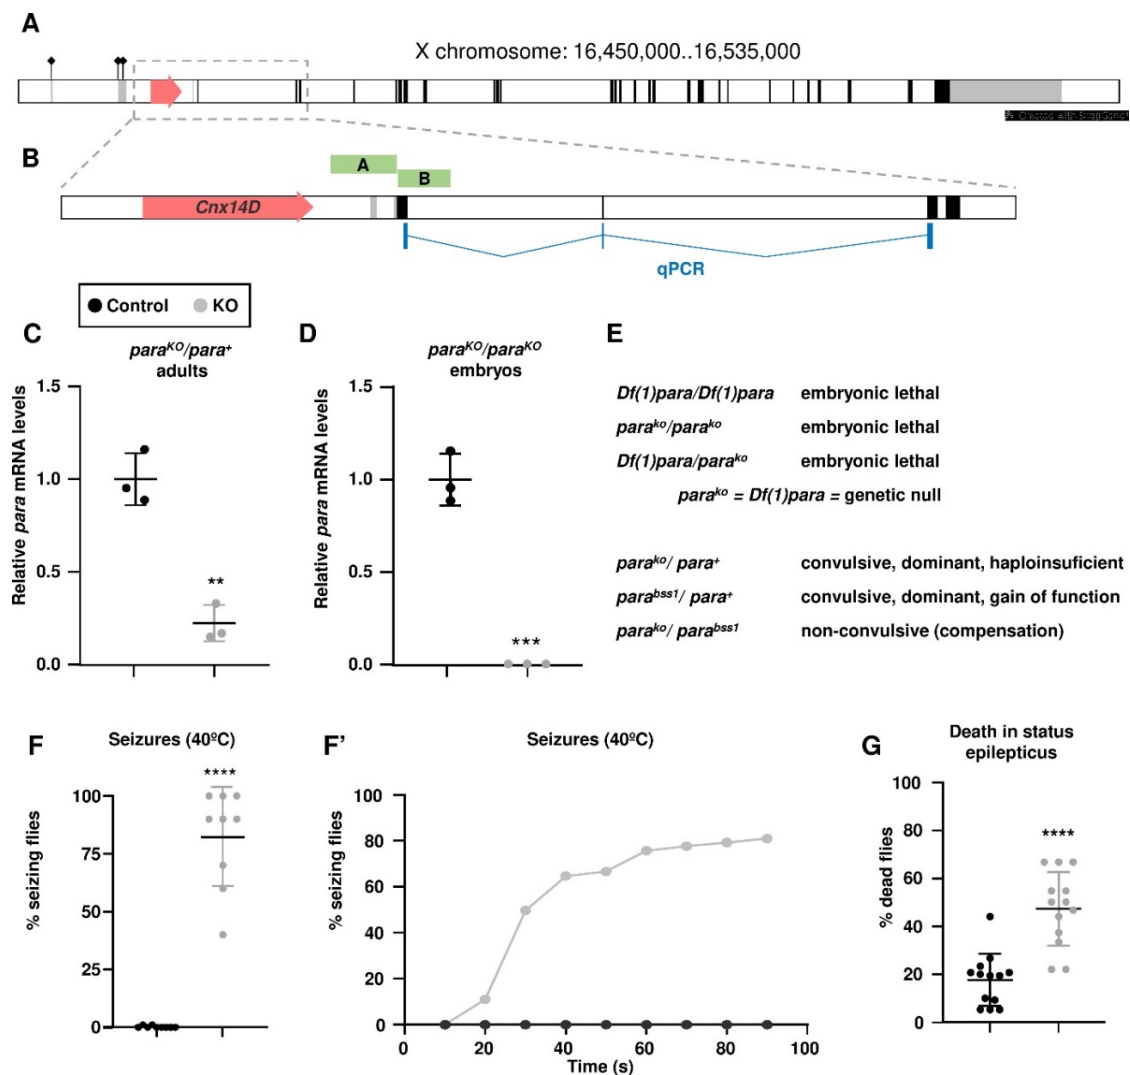 A
X chromosome: 16,450,000..16,535,000
B
A
B
Cnx14D
qPCR
Control KO
C
para^KO/para^+
adults
Relative para mRNA levels
1.5
1.0
0.5
0.0
**
D
para^KO/para^KO
embryos
Relative para mRNA levels
1.5
1.0
0.5
0.0
***
E
Df(1)para/Df(1)para embryonic lethal
para^ko/para^ko embryonic lethal
Df(1)para/para^ko embryonic lethal
para^ko = Df(1)para = genetic null
para^ko/ para^+ convulsive, dominant, haploinsuficient
para^bss1/ para^+ convulsive, dominant, gain of function
para^ko/ para^bss1 non-convulsive (compensation)
F
Seizures (40ºC)
% seizing flies
100
75
50
25
0
****
F'
Seizures (40ºC)
% seizing flies
100
80
60
40
20
0
0 20 40 60 80 100
Time (s)
G
Death in status
epilepticus
% dead flies
100
80
60
40
20
0
****